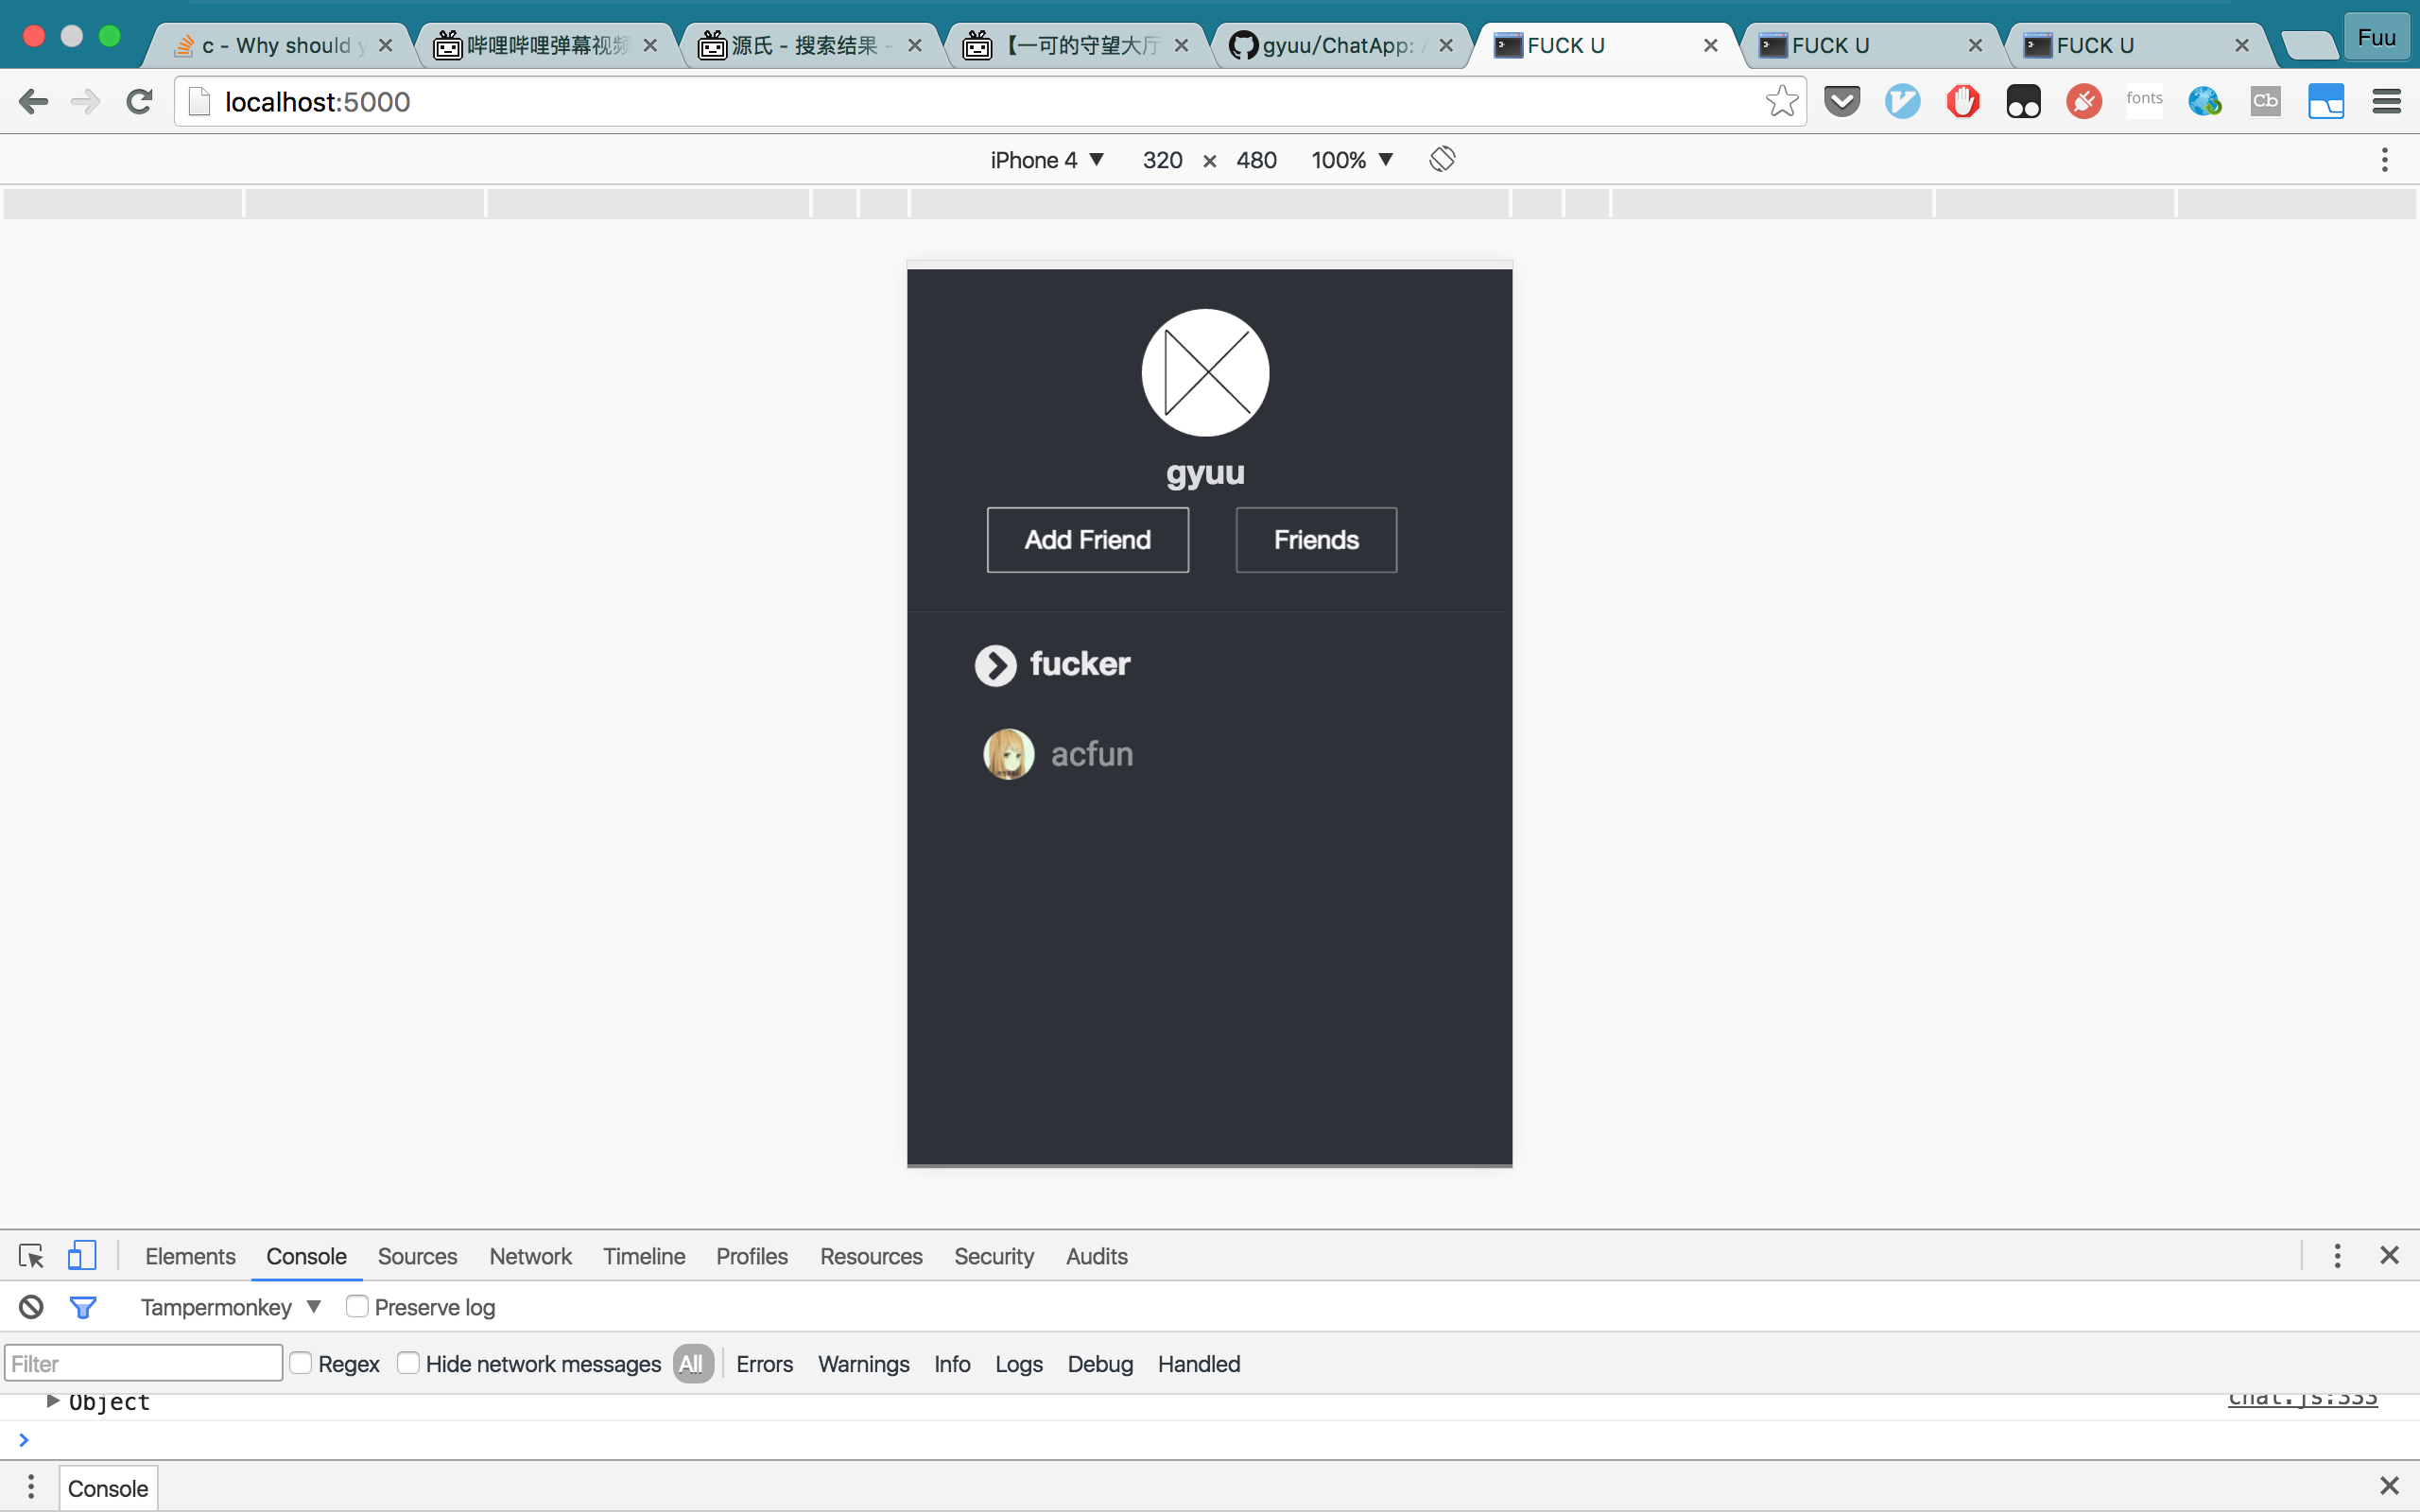 c - Why should y
哔哩哔哩弹幕视频
源氏 - 搜索结果 -
【一可的守望大厅
gyuu/ChatApp:
FUCK U
FUCK U
FUCK U
Fuu
localhost:5000
fonts
Cb
iPhone 4 ▼ 320 × 480 100% ▼
gyuu
Add Friend
Friends
fucker
acfun
Elements Console Sources Network Timeline Profiles Resources Security Audits
Tampermonkey ▼ Preserve log
Filter Regex Hide network messages All Errors Warnings Info Logs Debug Handled
Object chat.js:333
Console